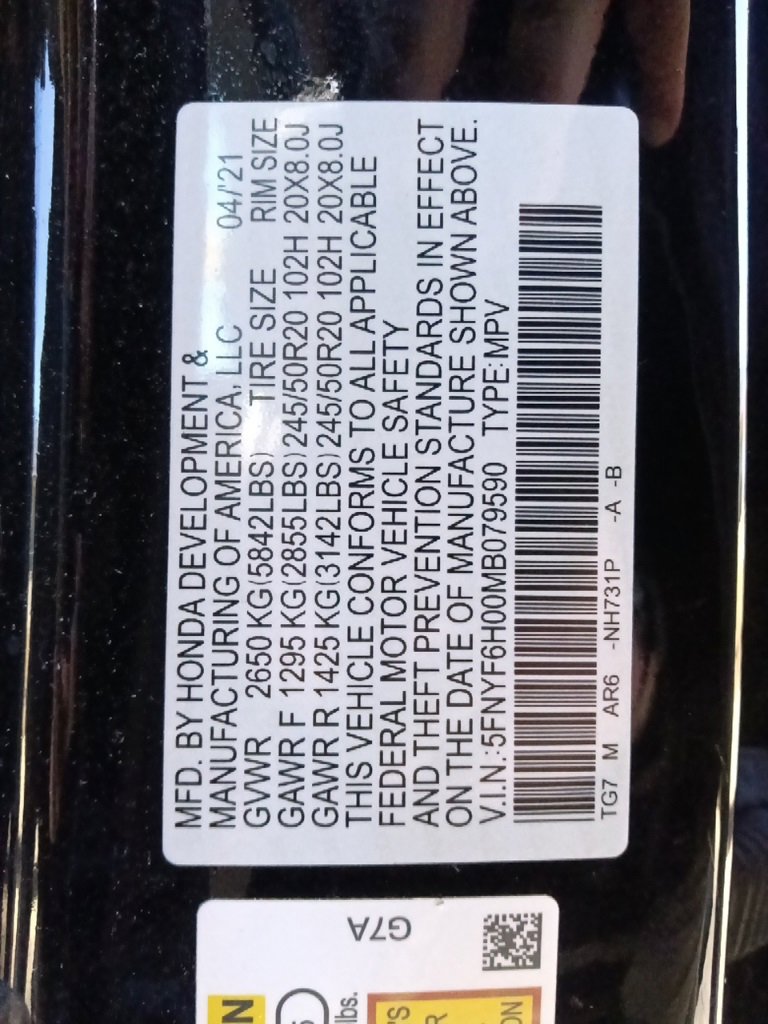 MFD. BY HONDA DEVELOPMENT &
MANUFACTURING OF AMERICA, LLC 04/'21
GVWR 2650 KG(5842LBS) TIRE SIZE RIM SIZE
GAWR F 1295 KG(2855LBS)245/50R20 102H 20X8.0J
GAWR R 1425 KG(3142LBS)245/50R20 102H 20X8.0J
THIS VEHICLE CONFORMS TO ALL APPLICABLE
FEDERAL MOTOR VEHICLE SAFETY
AND THEFT PREVENTION STANDARDS IN EFFECT
ON THE DATE OF MANUFACTURE SHOWN ABOVE.
V.I.N.:5FNYF6H00MB079590 TYPE:MPV
TG7 M AR6 -NH731P -A -B
G7A
lbs.